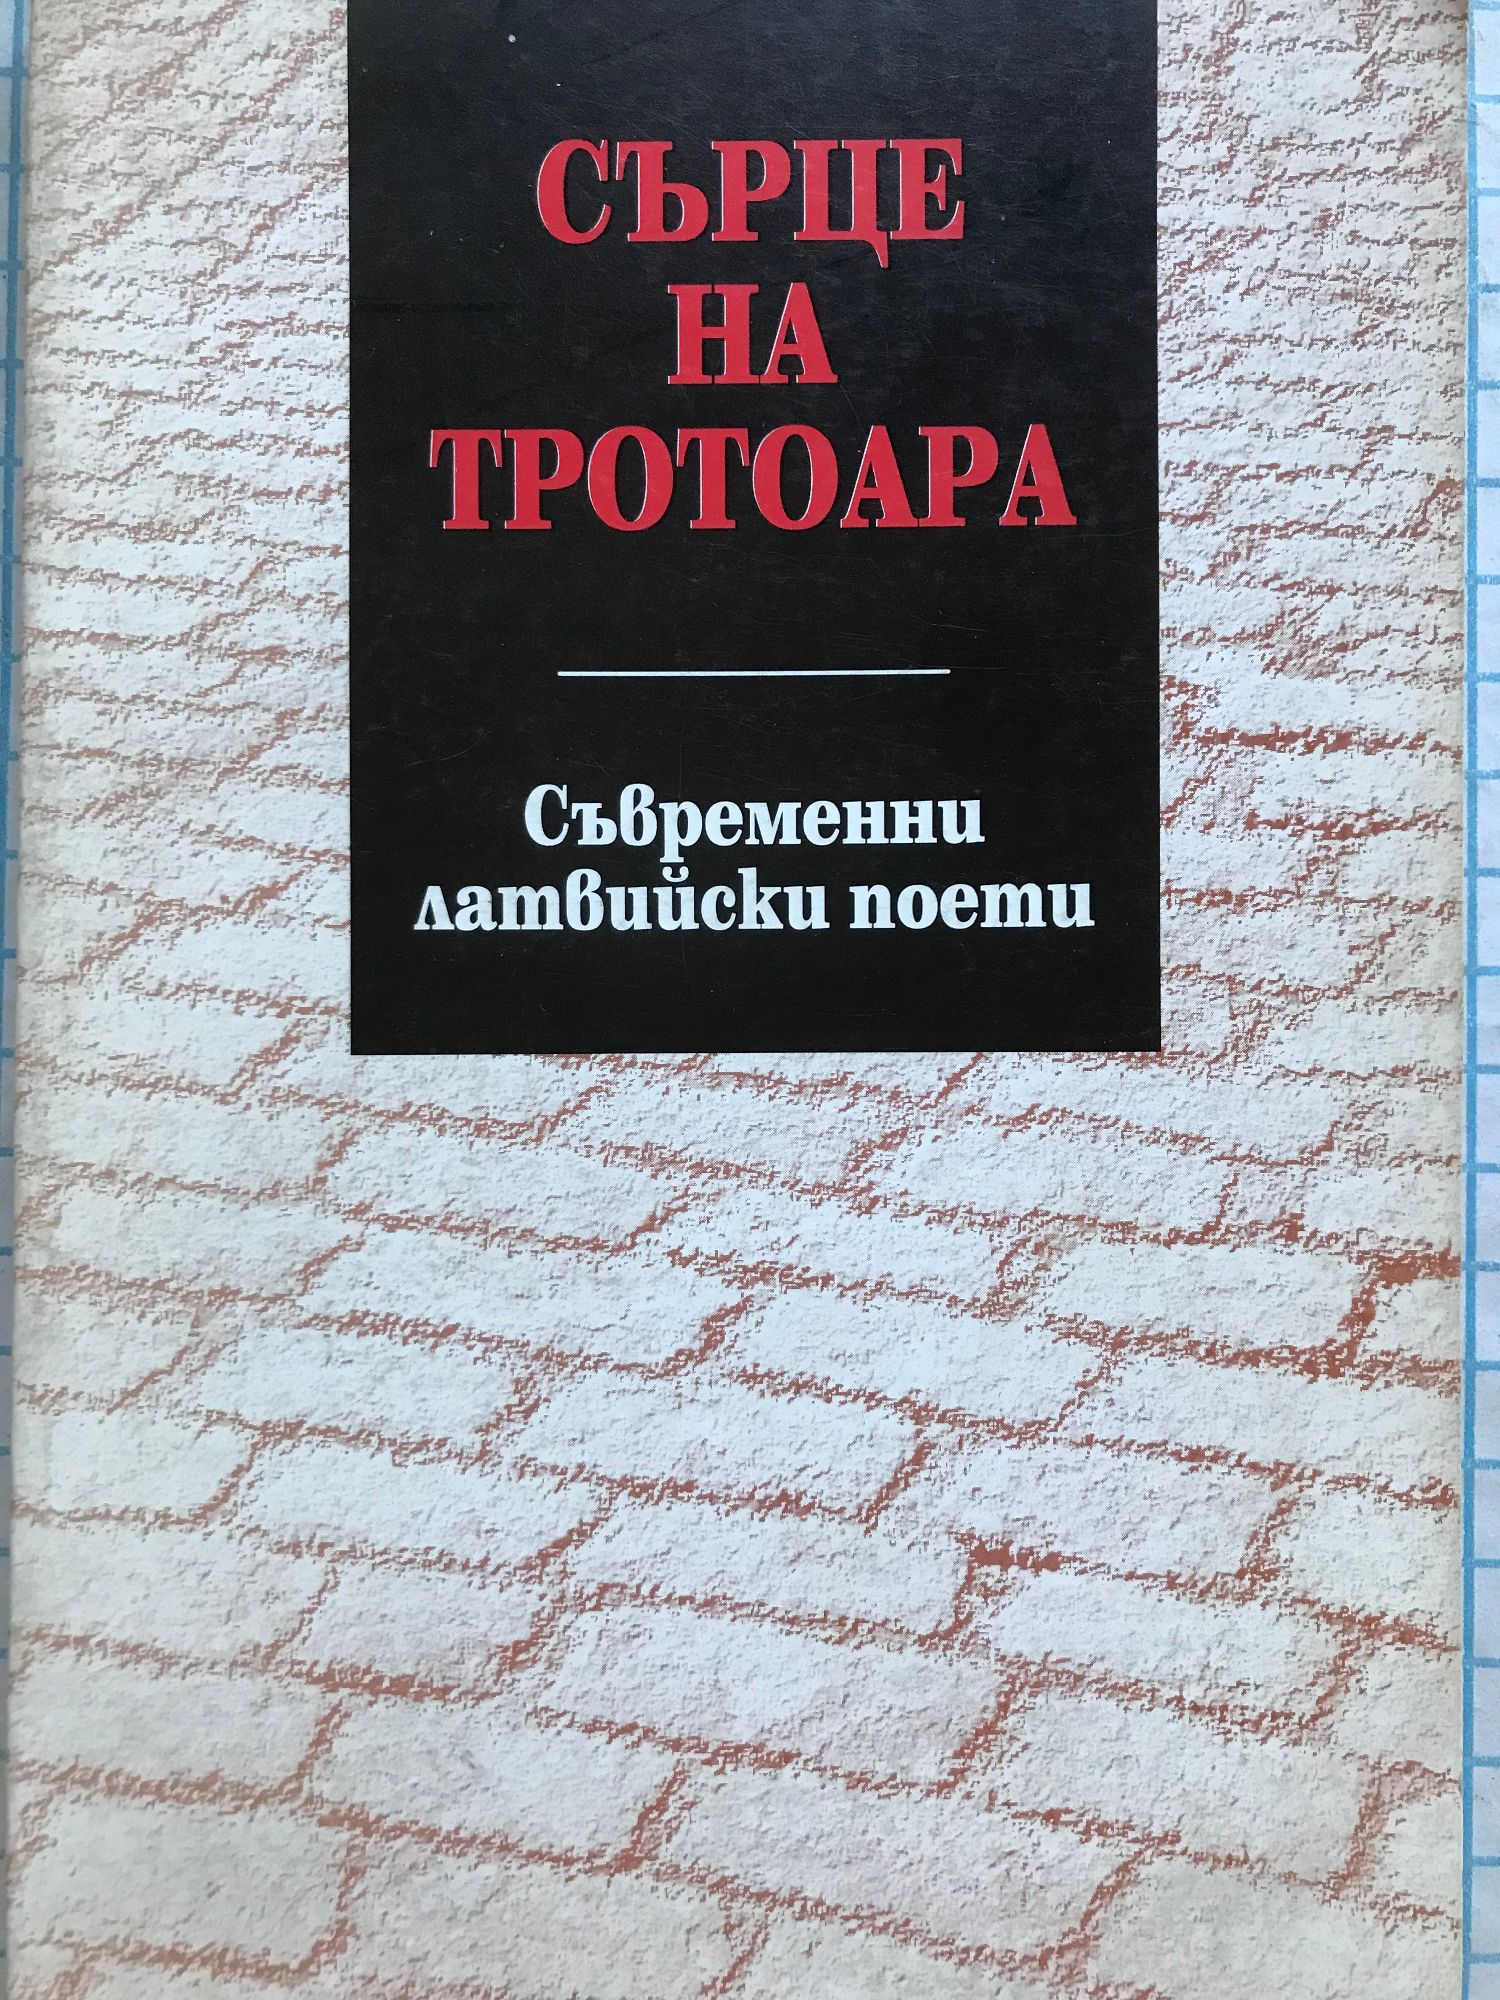 СЪРЦЕ
НА
ТРОТОАРА
Съвременни
латвийски поети